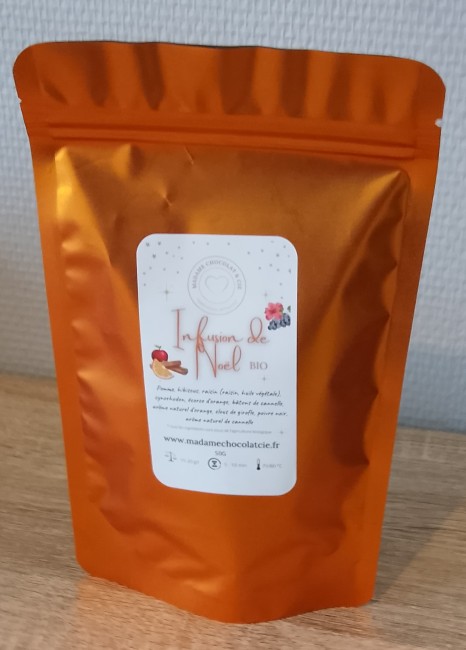 MADAME CHOCOLAT & CIE
Infusion de
Noël BIO
Pomme, hibiscus, raisin (raisin, huile végétale),
cynorhodon, écorce d'orange, bâtons de cannelle,
arôme naturel d'orange, clous de girofle, poivre noir,
arôme naturel de cannelle
www.madamechocolatcie.fr
50G